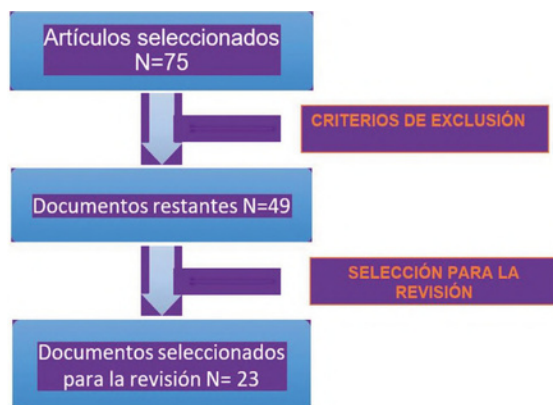 Artículos seleccionados
N=75
CRITERIOS DE EXCLUSIÓN
Documentos restantes N=49
SELECCIÓN PARA LA
REVISIÓN
Documentos seleccionados
para la revisión N= 23